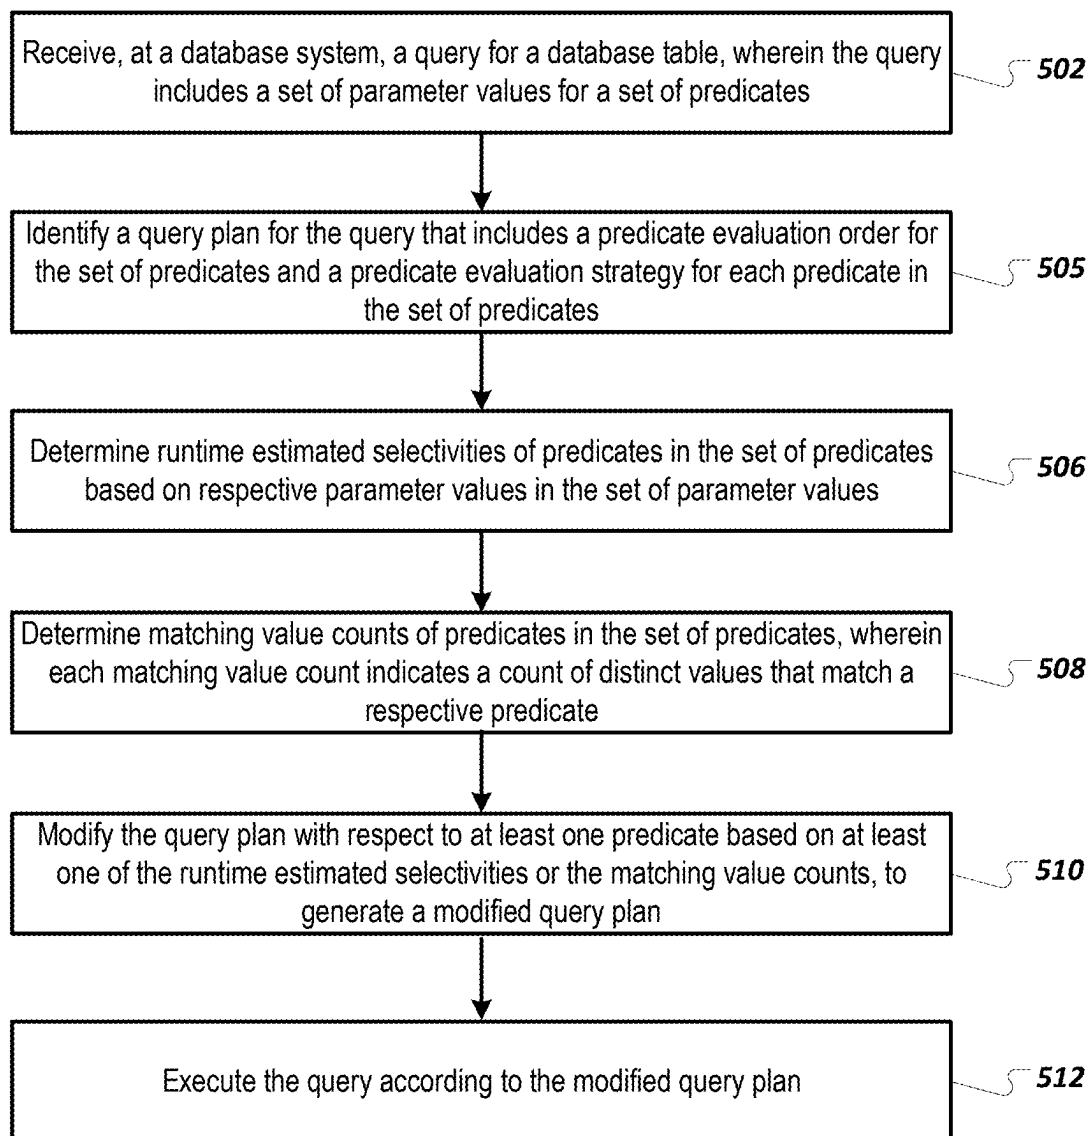 Receive, at a database system, a query for a database table, wherein the query
includes a set of parameter values for a set of predicates
502
Identify a query plan for the query that includes a predicate evaluation order for
the set of predicates and a predicate evaluation strategy for each predicate in
the set of predicates
505
Determine runtime estimated selectivities of predicates in the set of predicates
based on respective parameter values in the set of parameter values
506
Determine matching value counts of predicates in the set of predicates, wherein
each matching value count indicates a count of distinct values that match a
respective predicate
508
Modify the query plan with respect to at least one predicate based on at least
one of the runtime estimated selectivities or the matching value counts, to
generate a modified query plan
510
Execute the query according to the modified query plan
512